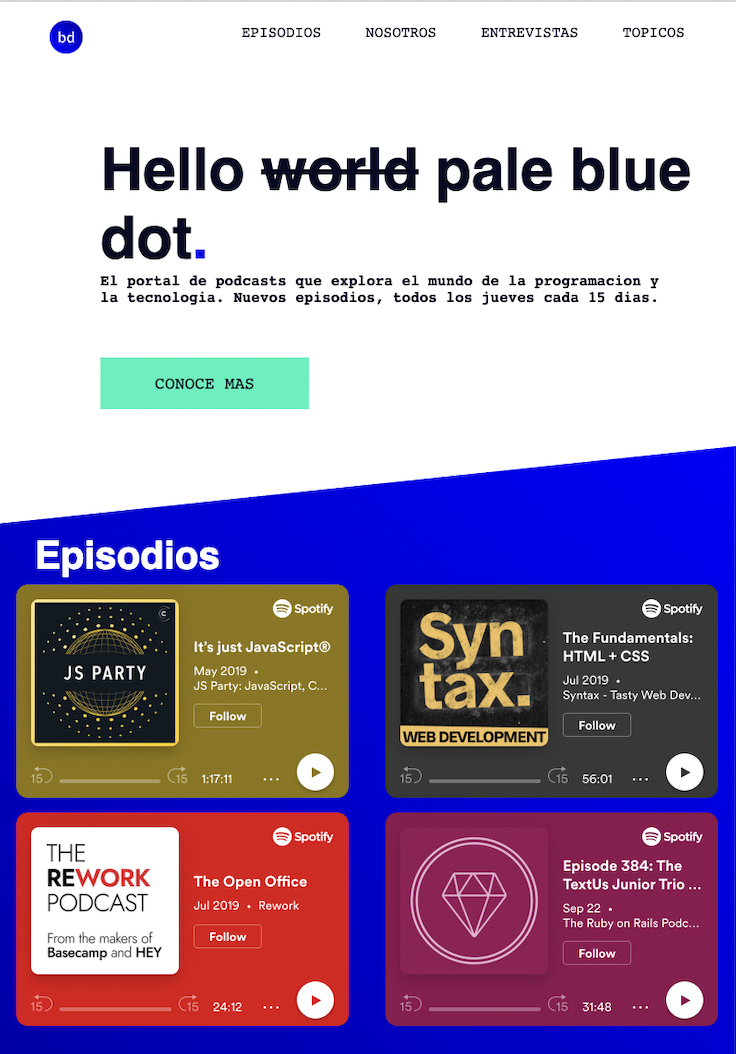 bd
EPISODIOS NOSOTROS ENTREVISTAS TOPICOS
Hello world pale blue
dot.
El portal de podcasts que explora el mundo de la programacion y
la tecnologia. Nuevos episodios, todos los jueves cada 15 dias.
CONOCE MAS
Episodios
C
JS PARTY
Spotify
It's just JavaScript®
May 2019 •
JS Party: JavaScript, C...
Follow
15 15 1:17:11 ...
Syn
tax.
WEB DEVELOPMENT
Spotify
The Fundamentals:
HTML + CSS
Jul 2019 •
Syntax - Tasty Web Dev...
Follow
15 15 56:01 ...
THE
REWORK
PODCAST
From the makers of
Basecamp and HEY
Spotify
The Open Office
Jul 2019 • Rework
Follow
15 15 24:12 ...
Spotify
Episode 384: The
TextUs Junior Trio ...
Sep 22 •
The Ruby on Rails Podc...
Follow
15 15 31:48 ...